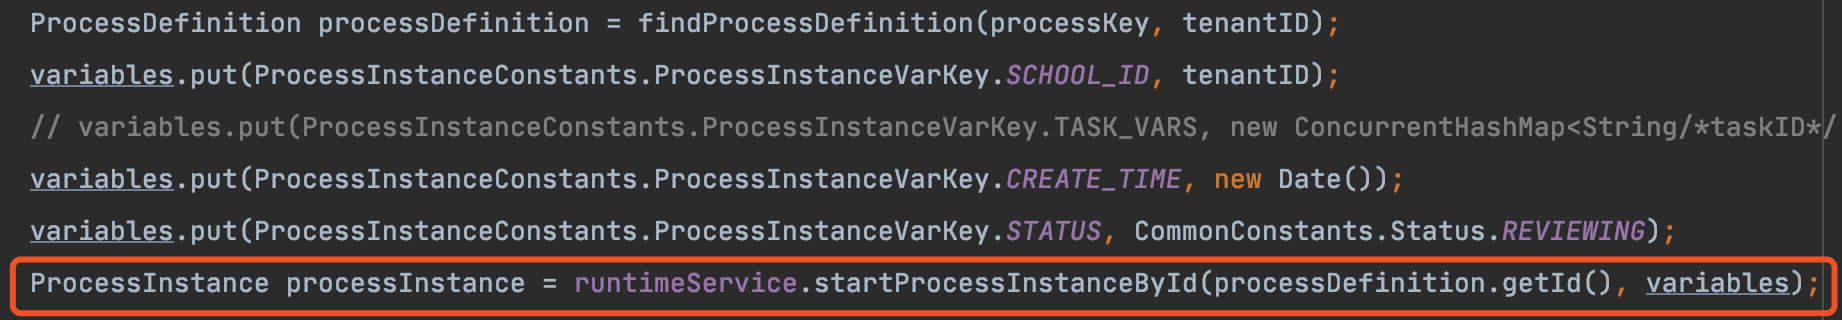 ProcessDefinition processDefinition = findProcessDefinition(processKey, tenantID);
variables.put(ProcessInstanceConstants.ProcessInstanceVarKey.SCHOOL_ID, tenantID);
// variables.put(ProcessInstanceConstants.ProcessInstanceVarKey.TASK_VARS, new ConcurrentHashMap<String/*taskID*/
variables.put(ProcessInstanceConstants.ProcessInstanceVarKey.CREATE_TIME, new Date());
variables.put(ProcessInstanceConstants.ProcessInstanceVarKey.STATUS, CommonConstants.Status.REVIEWING);
ProcessInstance processInstance = runtimeService.startProcessInstanceById(processDefinition.getId(), variables);